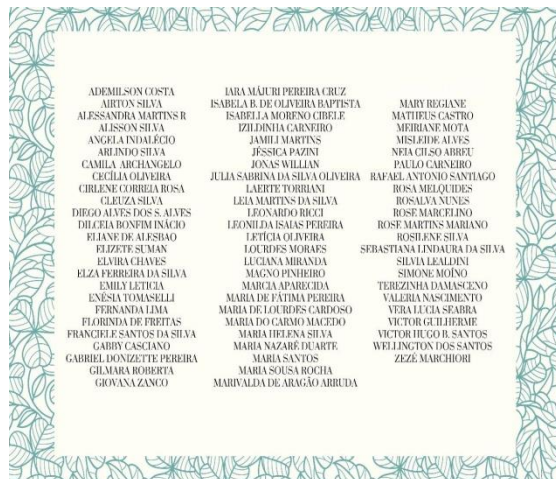 ADEMILSON COSTA
AIRTON SILVA
ALESSANDRA MARTINS R
ALISSON SILVA
ANGELA INDALÉCIO
ARLINDO SILVA
CAMILA ARCHANGELO
CECÍLIA OLIVEIRA
CIRLENE CORREIA ROSA
CLEUZA SILVA
DIEGO ALVES DOS S. ALVES
DILCEIA BONFIM INÁCIO
ELIANE DE ALESBAO
ELIZETE SUMAN
ELVIRA CHAVES
ELZA FERREIRA DA SILVA
EMILY LETICIA
ENÉSIA TOMASELLI
FERNANDA LIMA
FLORINDA DE FREITAS
FRANCIELE SANTOS DA SILVA
GABBY CASCIANO
GABRIEL DONIZETTE PEREIRA
GILMARA ROBERTA
GIOVANA ZANCO
IARA MÁJURI PEREIRA CRUZ
ISABELA B. DE OLIVEIRA BAPTISTA
ISABELLA MORENO CIBELE
IZILDINHA CARNEIRO
JAMILI MARTINS
JÉSSICA PAZINI
JONAS WILLIAN
JULIA SABRINA DA SILVA OLIVEIRA
LAERTE TORRIANI
LEIA MARTINS DA SILVA
LEONARDO RICCI
LEONILDA ISAIAS PEREIRA
LETÍCIA OLIVEIRA
LOURDES MORAES
LUCIANA MIRANDA
MAGNO PINHEIRO
MARCIA APARECIDA
MARIA DE FÁTIMA PEREIRA
MARIA DE LOURDES CARDOSO
MARIA DO CARMO MACEDO
MARIA HELENA SILVA
MARIA NAZARÉ DUARTE
MARIA SANTOS
MARIA SOUSA ROCHA
MARIVALDA DE ARAGÃO ARRUDA
MARY REGIANE
MATHEUS CASTRO
MEIRIANE MOTA
MISLEIDE ALVES
NEIA CILSO ABREU
PAULO CARNEIRO
RAFAEL ANTONIO SANTIAGO
ROSA MELQUIDES
ROSALVA NUNES
ROSE MARCELINO
ROSE MARTINS MARIANO
ROSILENE SILVA
SEBASTIANA LINDAURA DA SILVA
SILVIA LEALDINI
SIMONE MOÍNO
TEREZINHA DAMASCENO
VALERIA NASCIMENTO
VERA LUCIA SEABRA
VICTOR GUILHERME
VICTOR HUGO B. SANTOS
WELLINGTON DOS SANTOS
ZEZÉ MARCHIORI